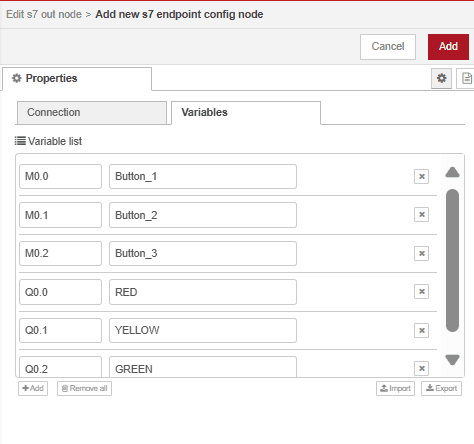 Edit s7 out node > Add new s7 endpoint config node
Cancel Add
Properties
Connection Variables
Variable list
M0.0 Button_1
M0.1 Button_2
M0.2 Button_3
Q0.0 RED
Q0.1 YELLOW
Q0.2 GREEN
+Add Remove all Import Export